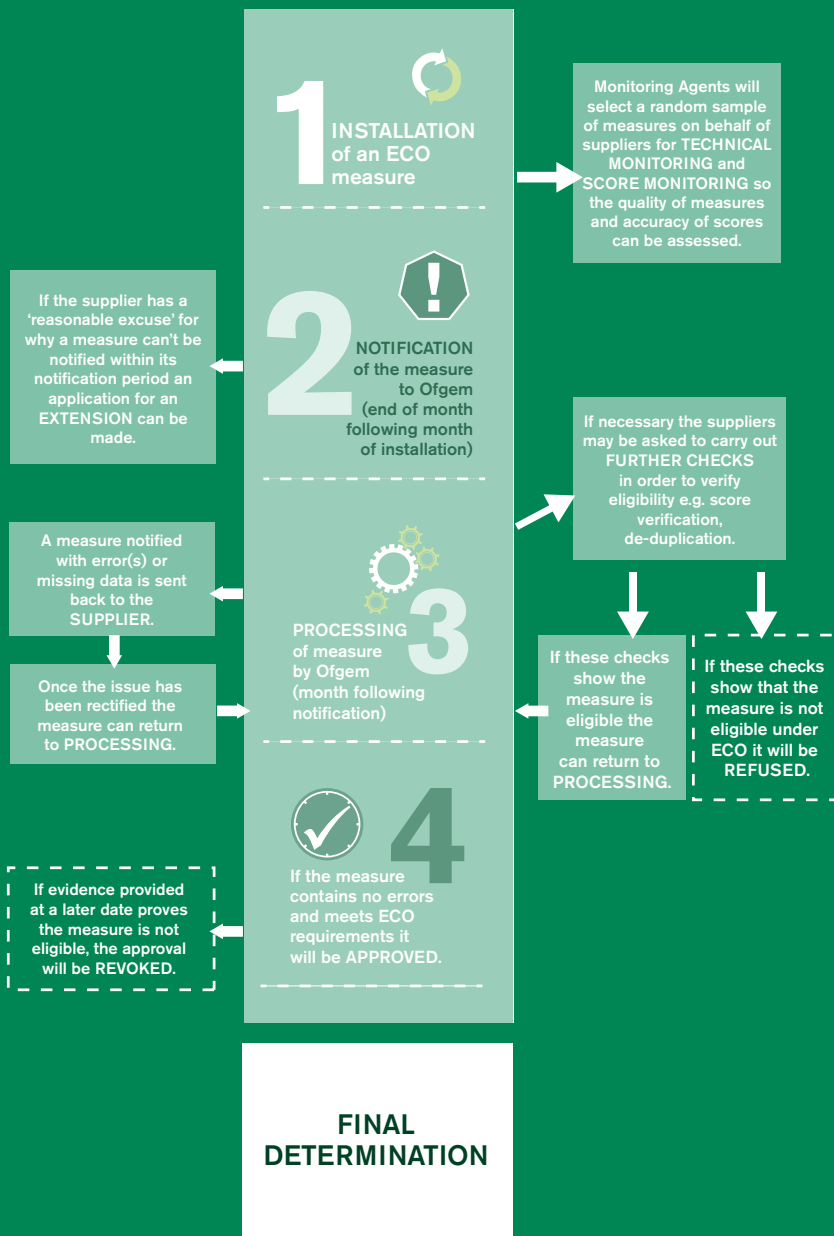 1
INSTALLATION
of an ECO
measure
Monitoring Agents will
select a random sample
of measures on behalf of
suppliers for TECHNICAL
MONITORING and
SCORE MONITORING so
the quality of measures
and accuracy of scores
can be assessed.
2
NOTIFICATION
of the measure
to Ofgem
(end of month
following month
of installation)
If the supplier has a
‘reasonable excuse’ for
why a measure can’t be
notified within its
notification period an
application for an
EXTENSION can be
made.
3
PROCESSING
of measure
by Ofgem
(month following
notification)
A measure notified
with error(s) or
missing data is sent
back to the
SUPPLIER.
Once the issue has
been rectified the
measure can return
to PROCESSING.
If necessary the suppliers
may be asked to carry out
FURTHER CHECKS
in order to verify
eligibility e.g. score
verification,
de-duplication.
If these checks
show the
measure is
eligible the
measure
can return to
PROCESSING.
If these checks
show that the
measure is not
eligible under
ECO it will be
REFUSED.
4
If the measure
contains no errors
and meets ECO
requirements it
will be APPROVED.
If evidence provided
at a later date proves
the measure is not
eligible, the approval
will be REVOKED.
FINAL
DETERMINATION